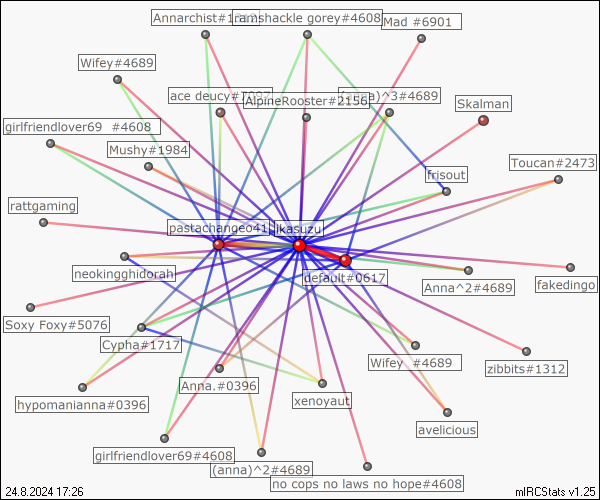 Annarchist#1312
ramshackle gorey#4608
Mad #6901
Wifey#4689
ace deucy#7097
AlpineRooster#2156
(anna)^3#4689
Skalman
girlfriendlover69 #4608
Mushy#1984
frisout
Toucan#2473
rattgaming
pastachangeo41
ikasuzu
neokingghidorah
default#0617
Anna^2#4689
fakedingo
Soxy Foxy#5076
Cypha#1717
Wifey #4689
zibbits#1312
hypomanianna#0396
Anna.#0396
xenoyaut
avelicious
girlfriendlover69#4608
(anna)^2#4689
no cops no laws no hope#4608
24.8.2024 17:26
mIRCStats v1.25